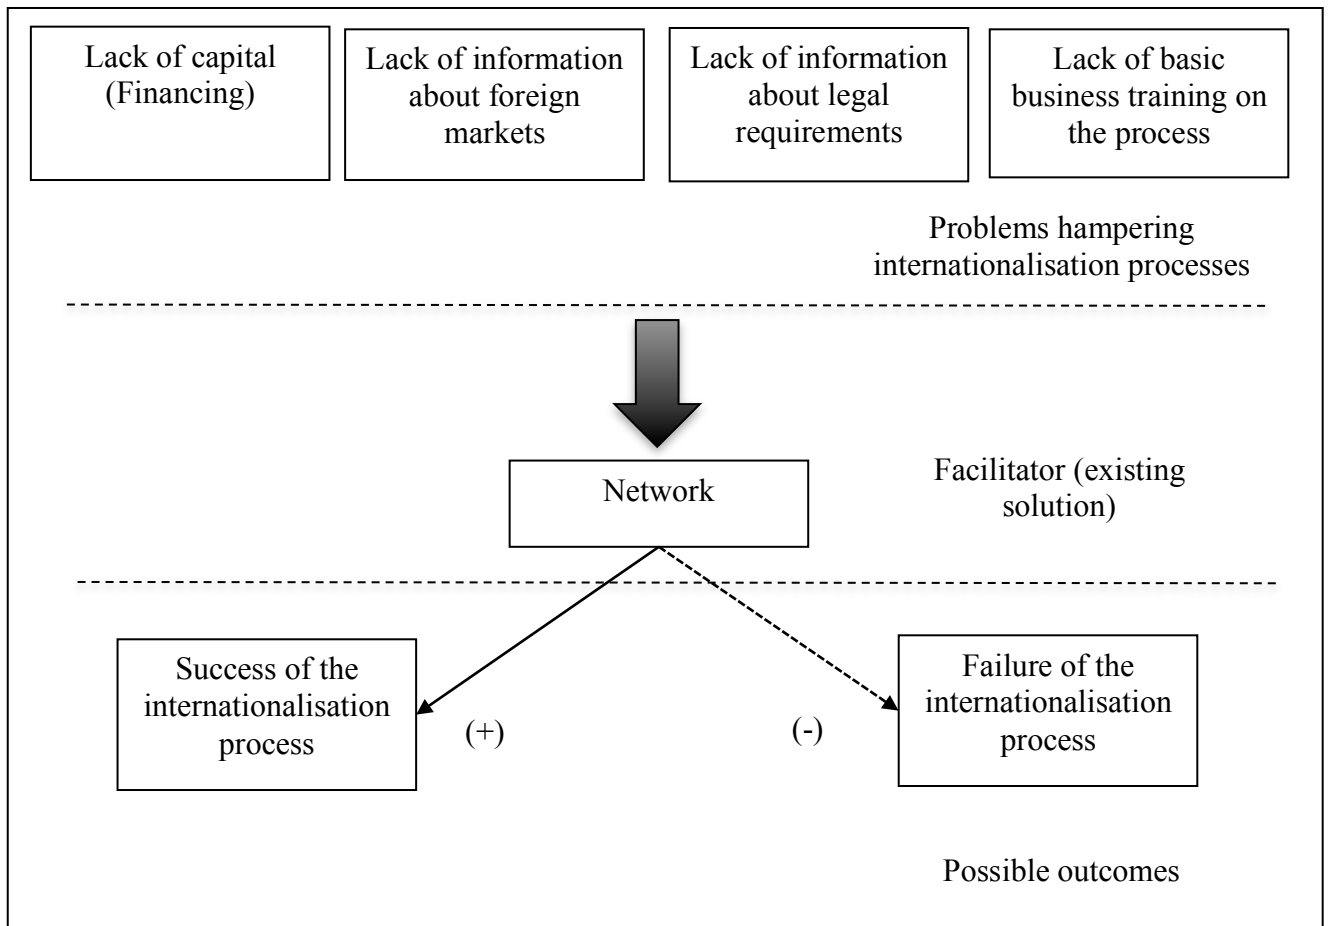 Lack of capital
(Financing)
Lack of information
about foreign
markets
Lack of information
about legal
requirements
Lack of basic
business training on
the process
Problems hampering
internationalisation processes
Network
Facilitator (existing
solution)
Success of the
internationalisation
process
(+)
(-)
Failure of the
internationalisation
process
Possible outcomes